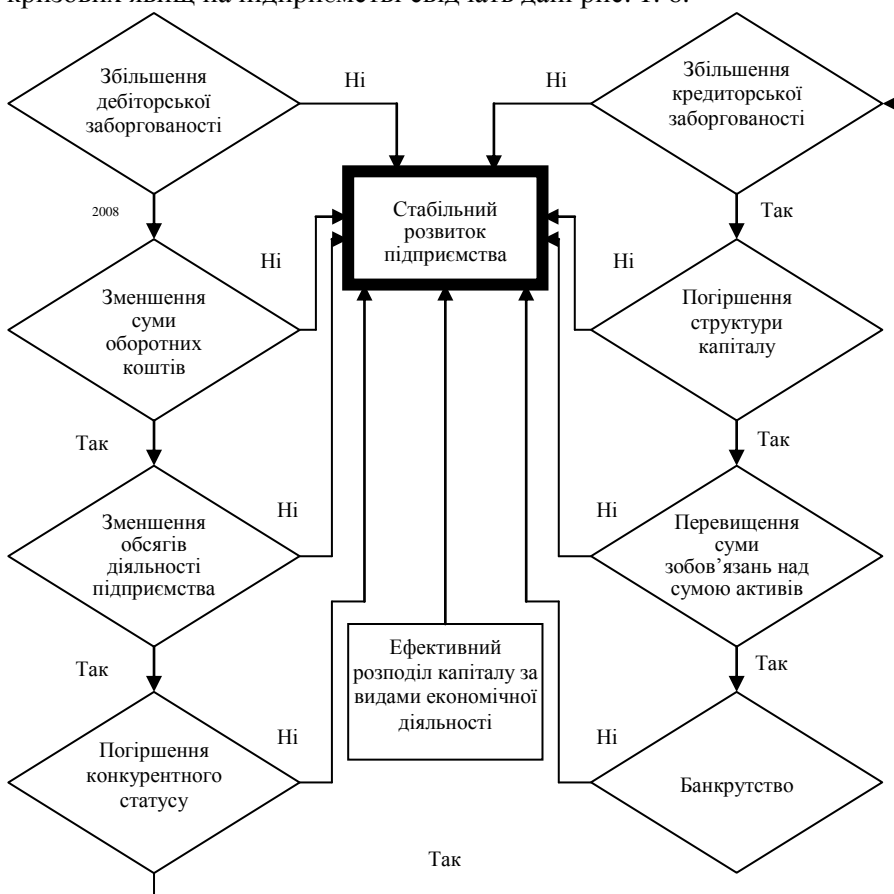 кризових явищ на підприємстві свідчать дані рис. 1. 6.
Збільшення
дебіторської
заборгованості
Ні
Ні
Збільшення
кредиторської
заборгованості
2008
Стабільний
розвиток
підприємства
Так
Зменшення
суми
оборотних
коштів
Ні
Ні
Погіршення
структури
капіталу
Так
Так
Зменшення
обсягів
діяльності
підприємства
Ні
Ні
Перевищення
суми
зобов’язань над
сумою активів
Так
Ефективний
розподіл капіталу за
видами економічної
діяльності
Так
Погіршення
конкурентного
статусу
Ні
Ні
Банкрутство
Так